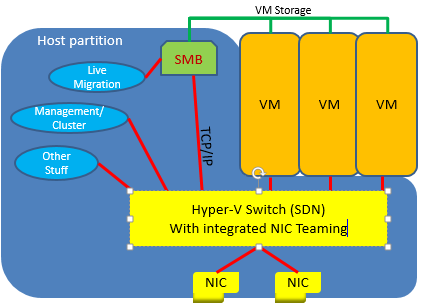 VM Storage
Host partition
SMB
Live
Migration
Management/
Cluster
Other
Stuff
TCP/IP
VM
VM
VM
Hyper-V Switch (SDN)
With integrated NIC Teaming
NIC
NIC